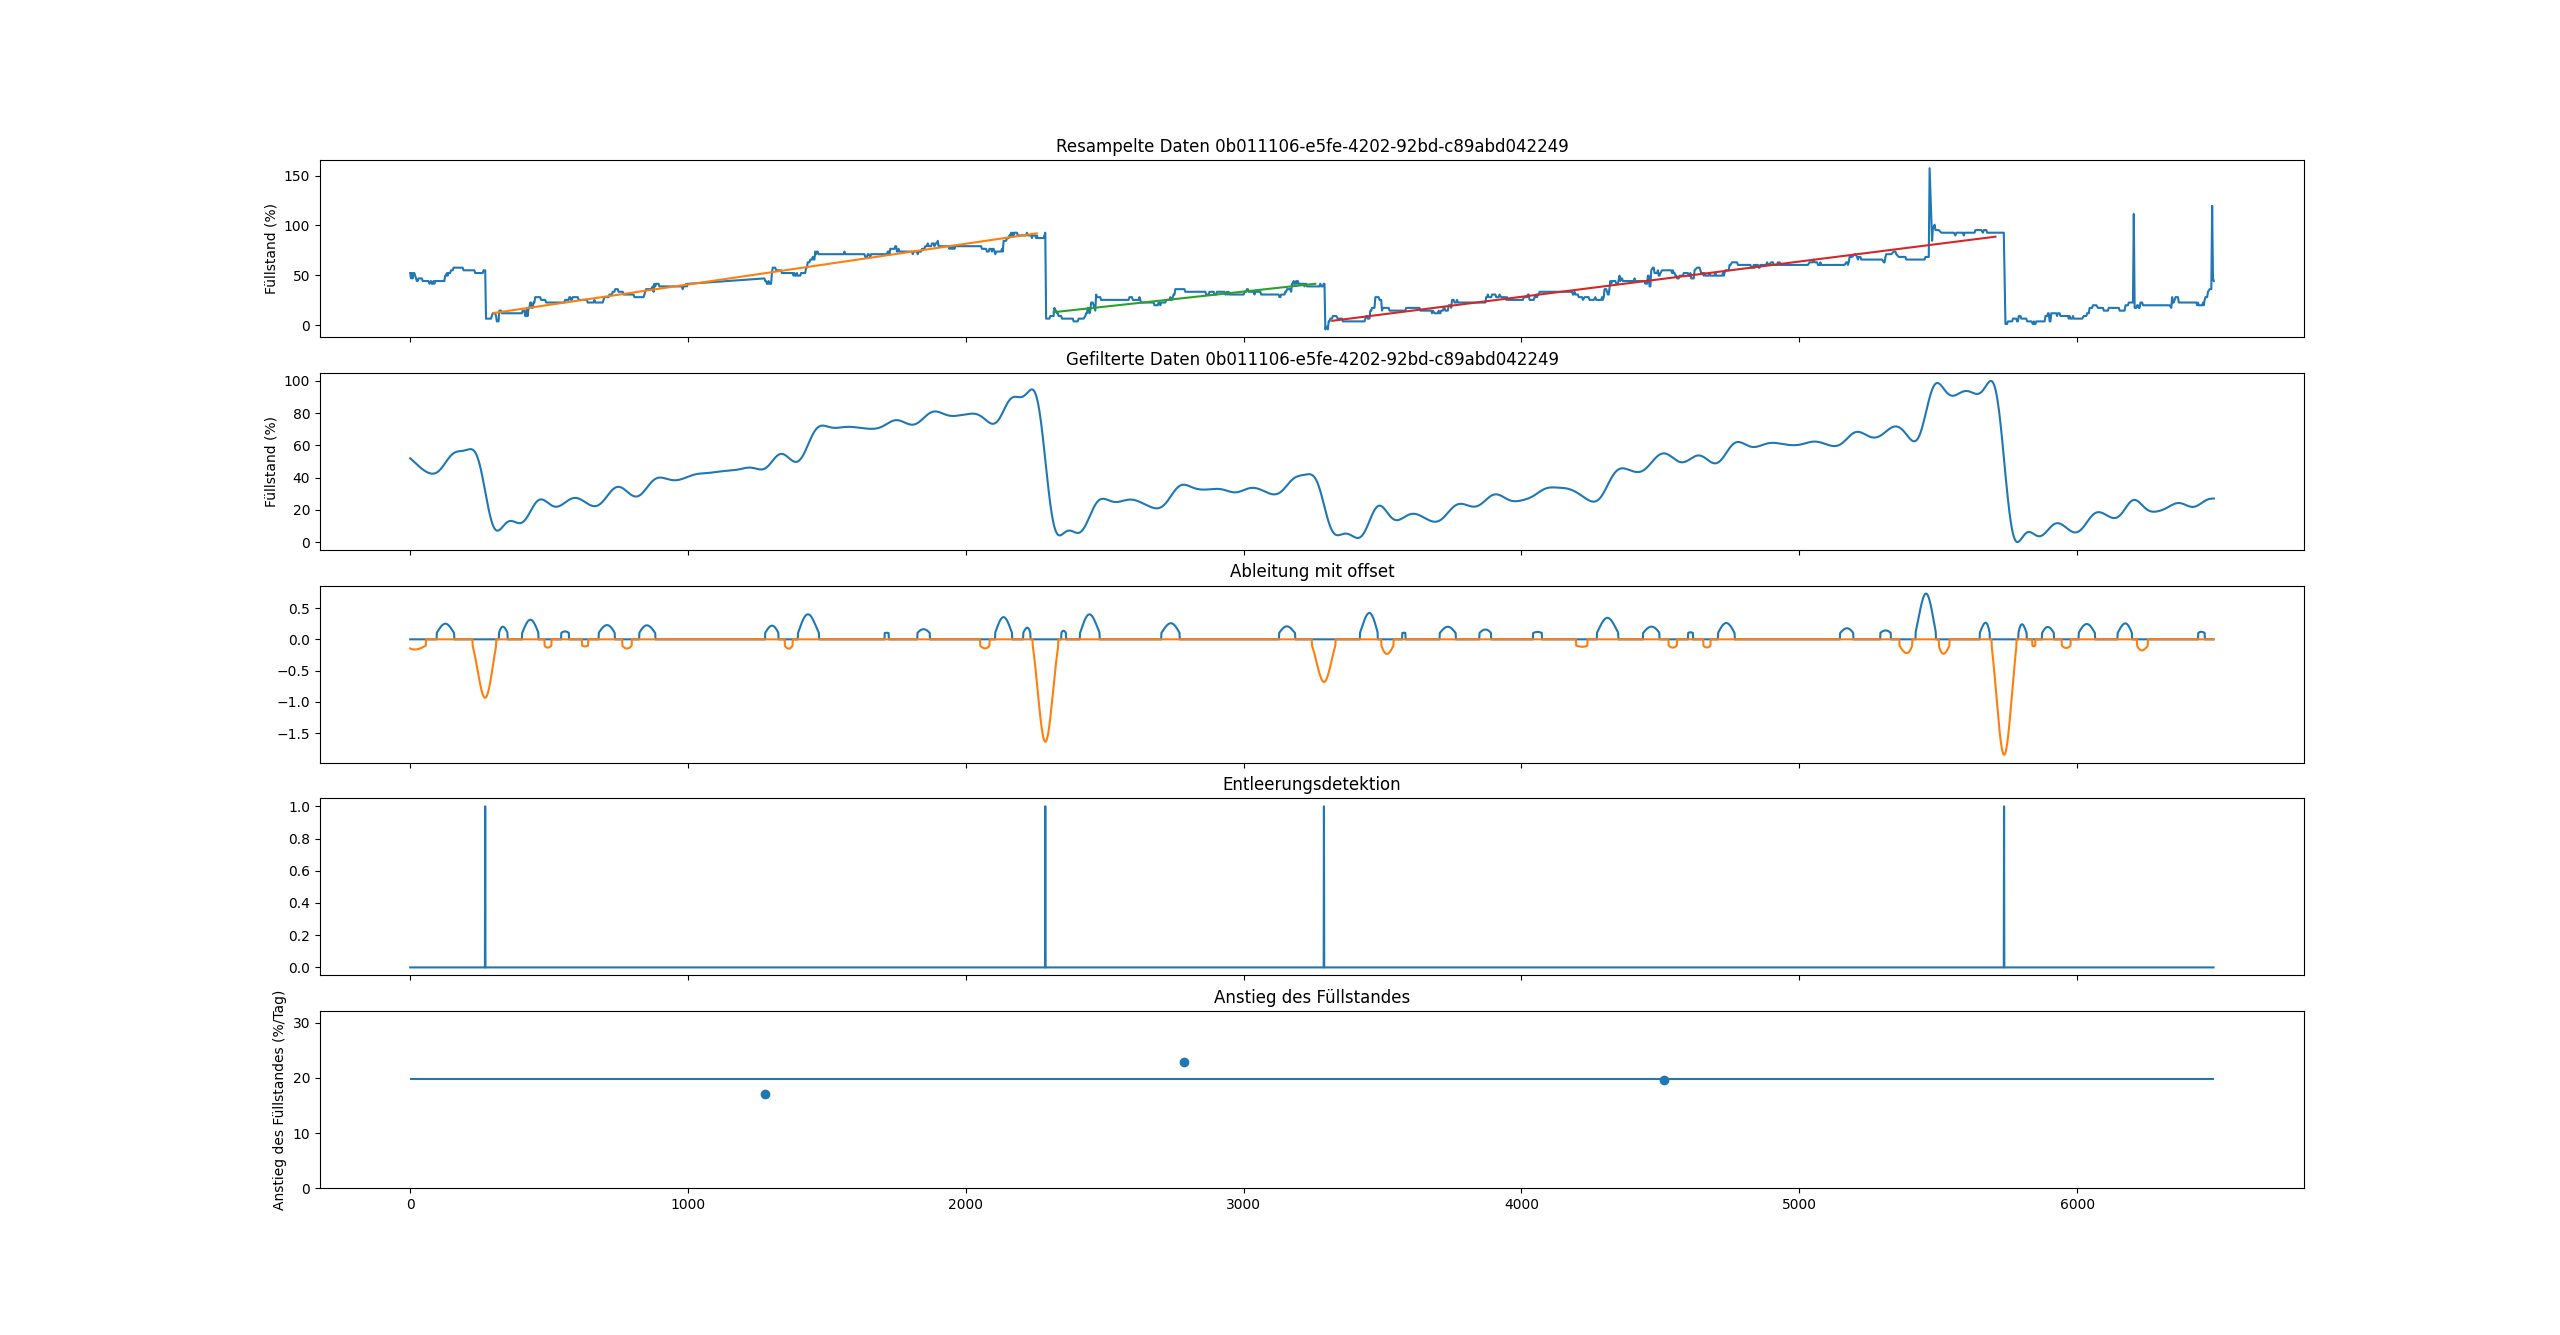 Resampelte Daten 0b011106-e5fe-4202-92bd-c89abd042249
Füllstand (%)
150
100
50
0
Gefilterte Daten 0b011106-e5fe-4202-92bd-c89abd042249
Füllstand (%)
100
80
60
40
20
0
Ableitung mit offset
0.5
0.0
−0.5
−1.0
−1.5
Entleerungsdetektion
1.0
0.8
0.6
0.4
0.2
0.0
Anstieg des Füllstandes
Anstieg des Füllstandes (%/Tag)
30
20
10
0
0 1000 2000 3000 4000 5000 6000